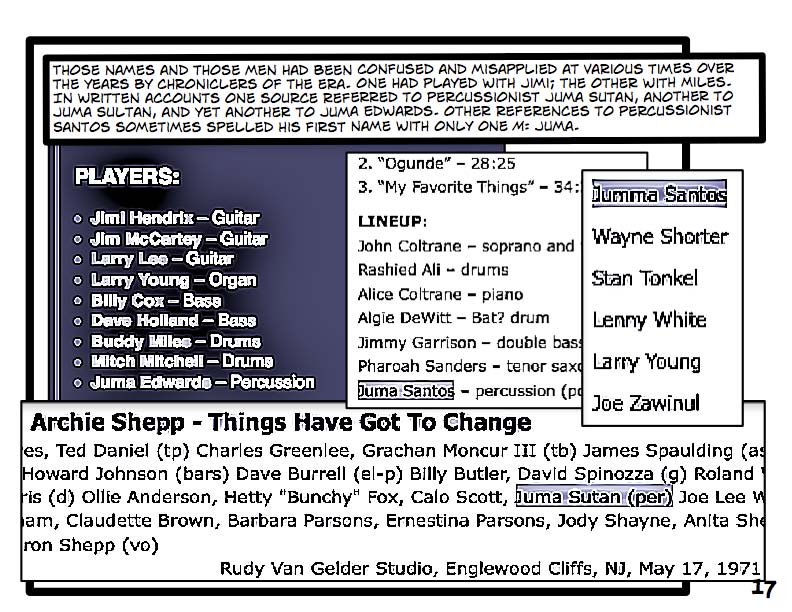 THOSE NAMES AND THOSE MEN HAD BEEN CONFUSED AND MISAPPLIED AT VARIOUS TIMES OVER
THE YEARS BY CHRONICLERS OF THE ERA. ONE HAD PLAYED WITH JIMI; THE OTHER WITH MILES.
IN WRITTEN ACCOUNTS ONE SOURCE REFERRED TO PERCUSSIONIST JUMA SUTAN, ANOTHER TO
JUMA SULTAN, AND YET ANOTHER TO JUMA EDWARDS. OTHER REFERENCES TO PERCUSSIONIST
SANTOS SOMETIMES SPELLED HIS FIRST NAME WITH ONLY ONE M: JUMA.
PLAYERS:
Jimi Hendrix – Guitar
Jim McCartey – Guitar
Larry Lee – Guitar
Larry Young – Organ
Billy Cox – Bass
Dave Holland – Bass
Buddy Miles – Drums
Mitch Mitchell – Drums
Juma Edwards – Percussion
2. "Ogunde" – 28:25
3. "My Favorite Things" – 34:
LINEUP:
John Coltrane – soprano and
Rashied Ali – drums
Alice Coltrane – piano
Algie DeWitt – Bat? drum
Jimmy Garrison – double bass
Pharoah Sanders – tenor saxo
Juma Santos – percussion (po
Jumma Santos
Wayne Shorter
Stan Tonkel
Lenny White
Larry Young
Joe Zawinul
Archie Shepp - Things Have Got To Change
es, Ted Daniel (tp) Charles Greenlee, Grachan Moncur III (tb) James Spaulding (as
Howard Johnson (bars) Dave Burrell (el-p) Billy Butler, David Spinozza (g) Roland
ris (d) Ollie Anderson, Hetty "Bunchy" Fox, Calo Scott, Juma Sutan (per) Joe Lee W
am, Claudette Brown, Barbara Parsons, Ernestina Parsons, Jody Shayne, Anita She
ron Shepp (vo)
Rudy Van Gelder Studio, Englewood Cliffs, NJ, May 17, 1971
17